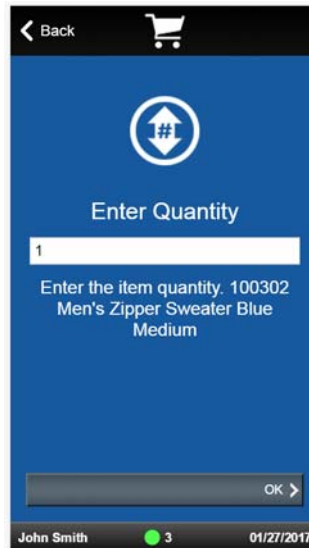 Back
#
Enter Quantity
1
Enter the item quantity. 100302
Men's Zipper Sweater Blue
Medium
OK
John Smith 3 01/27/2017